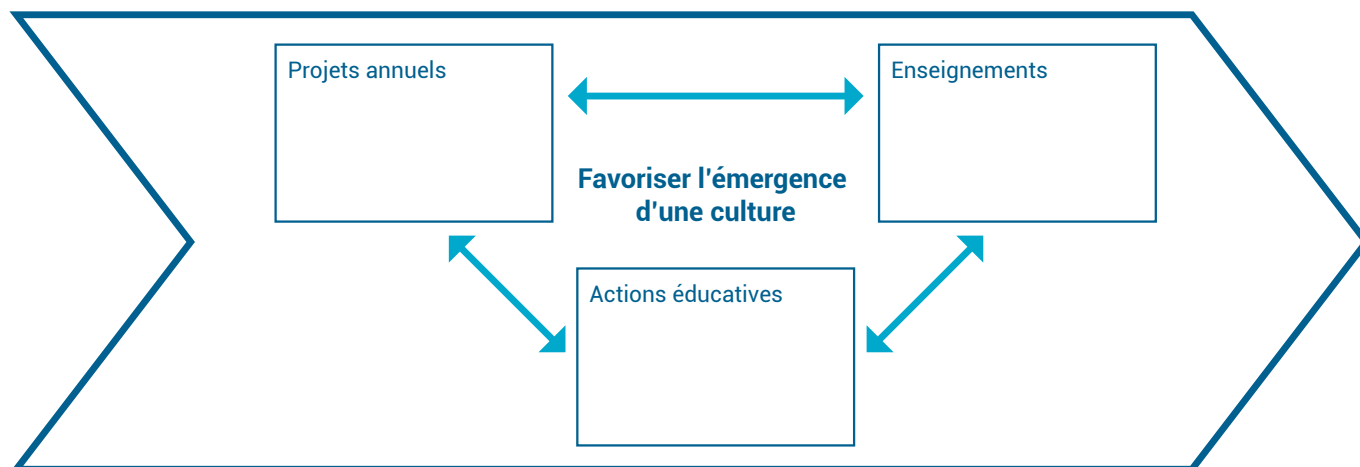 Projets annuels
Enseignements
Favoriser l'émergence
d'une culture
Actions éducatives